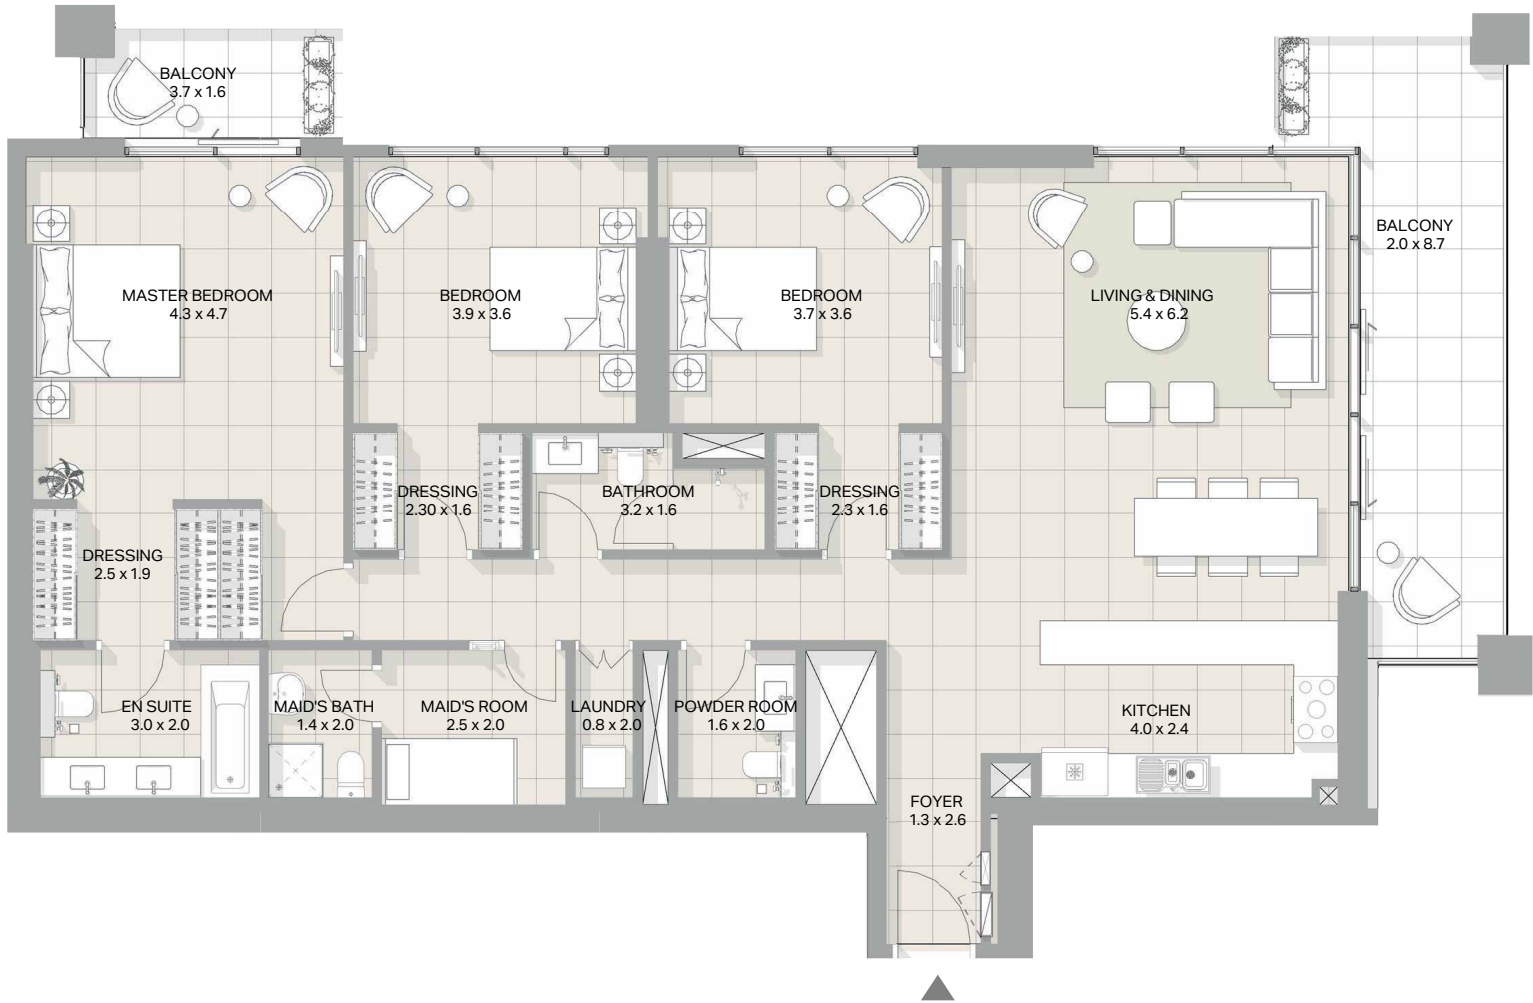 BALCONY
3.7 x 1.6
BALCONY
2.0 x 8.7
MASTER BEDROOM
4.3 x 4.7
BEDROOM
3.9 x 3.6
BEDROOM
3.7 x 3.6
LIVING & DINING
5.4 x 6.2
DRESSING
2.30 x 1.6
BATHROOM
3.2 x 1.6
DRESSING
2.3 x 1.6
DRESSING
2.5 x 1.9
EN SUITE
3.0 x 2.0
MAID'S BATH
1.4 x 2.0
MAID'S ROOM
2.5 x 2.0
LAUNDRY
0.8 x 2.0
POWDER ROOM
1.6 x 2.0
KITCHEN
4.0 x 2.4
FOYER
1.3 x 2.6